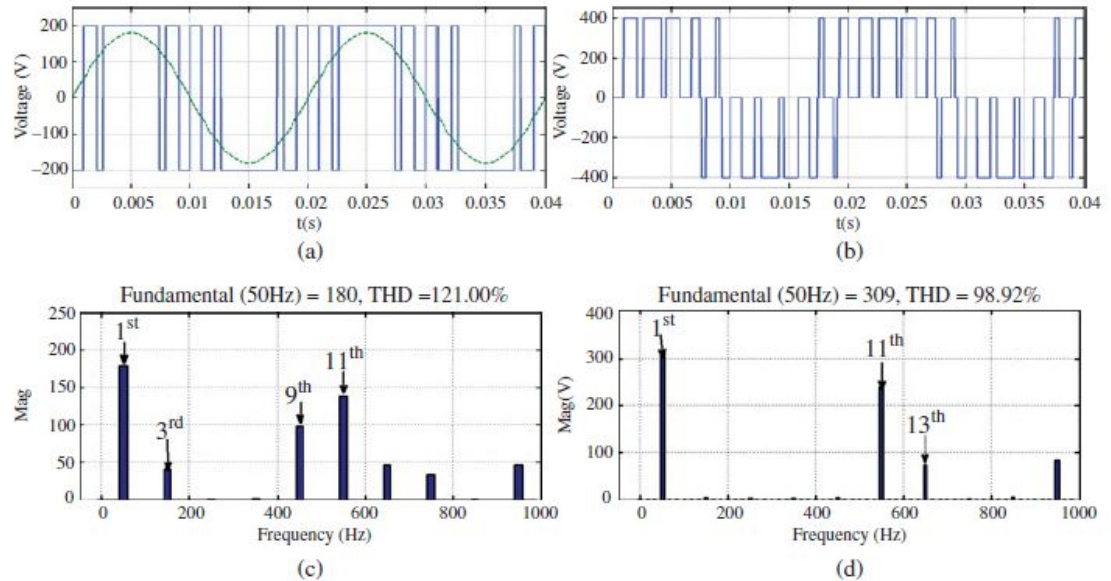 200
100
0
−100
−200
Voltage (V)
0
0.005
0.01
0.015
0.02
0.025
0.03
0.035
0.04
t(s)
(a)
400
200
0
−200
−400
Voltage (V)
0
0.005
0.01
0.015
0.02
0.025
0.03
0.035
0.04
t(s)
(b)
Fundamental (50Hz) = 180, THD =121.00%
250
200
150
100
50
0
Mag
1st
3rd
9th
11th
0
200
400
600
800
1000
Frequency (Hz)
(c)
Fundamental (50Hz) = 309, THD = 98.92%
400
300
200
100
0
Mag(V)
1st
11th
13th
0
200
400
600
800
1000
Frequency (Hz)
(d)